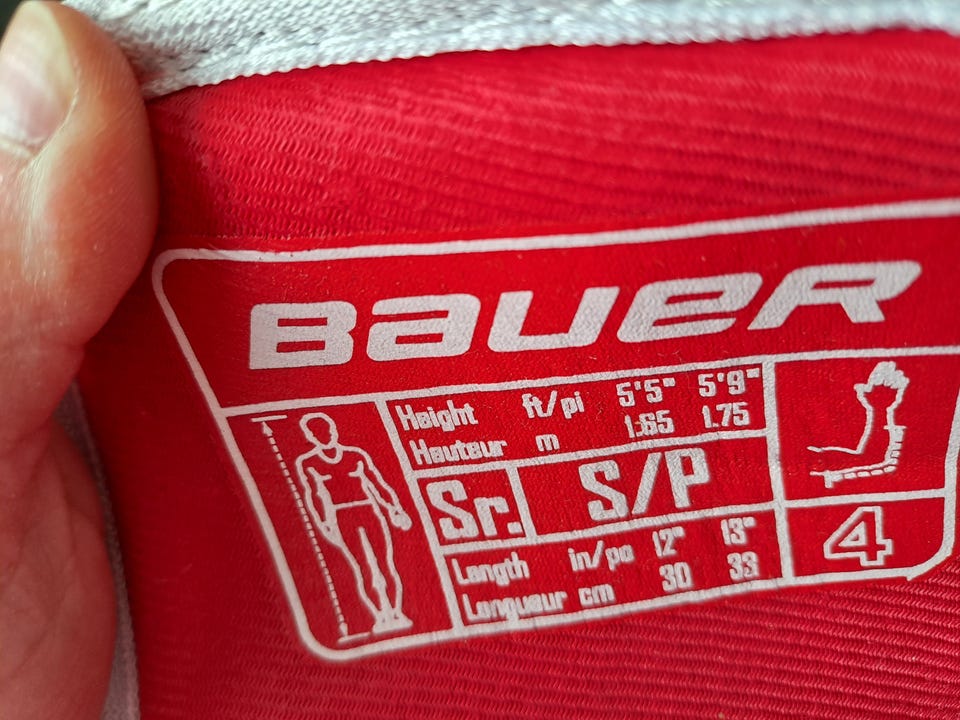 BAUER
Height ft/pi 5'5" 5'9"
Hauteur m 1.65 1.75
Sr. S/P
Length in/po 12" 13"
Longueur cm 30 33
4